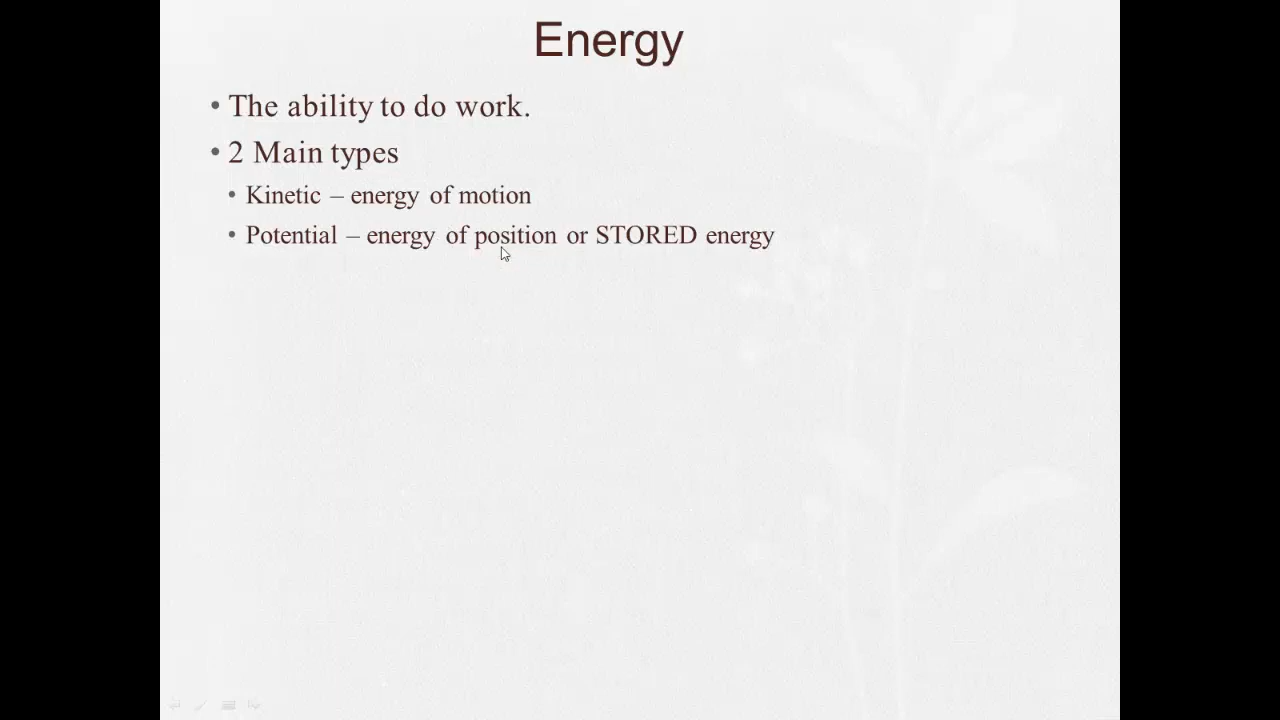 Energy
• The ability to do work.
• 2 Main types
• Kinetic – energy of motion
• Potential – energy of position or STORED energy